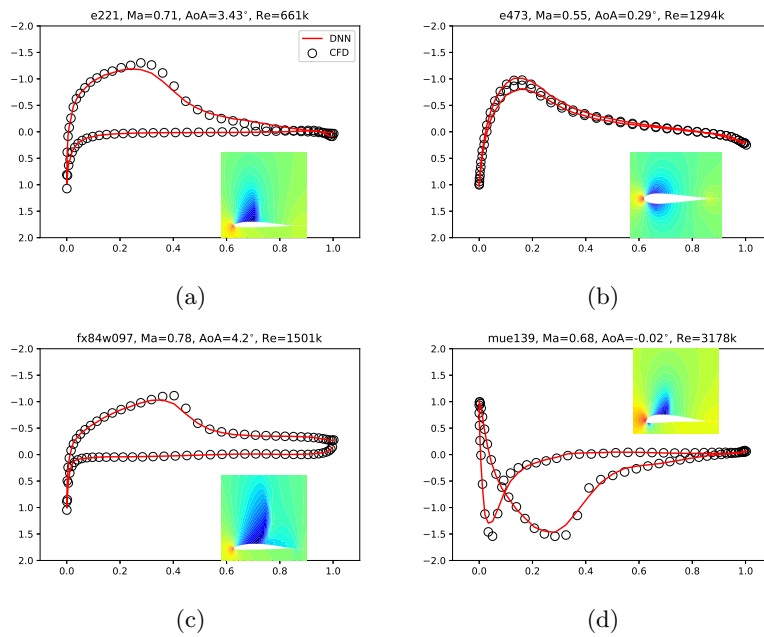 e221, Ma=0.71, AoA=3.43°, Re=661k
−2.0
−1.5
−1.0
−0.5
0.0
0.5
1.0
1.5
2.0
0.0 0.2 0.4 0.6 0.8 1.0
DNN
CFD
(a)
e473, Ma=0.55, AoA=0.29°, Re=1294k
−2.0
−1.5
−1.0
−0.5
0.0
0.5
1.0
1.5
2.0
0.0 0.2 0.4 0.6 0.8 1.0
(b)
fx84w097, Ma=0.78, AoA=4.2°, Re=1501k
−2.0
−1.5
−1.0
−0.5
0.0
0.5
1.0
1.5
2.0
0.0 0.2 0.4 0.6 0.8 1.0
(c)
mue139, Ma=0.68, AoA=-0.02°, Re=3178k
2.0
1.5
1.0
0.5
0.0
−0.5
−1.0
−1.5
−2.0
0.0 0.2 0.4 0.6 0.8 1.0
(d)